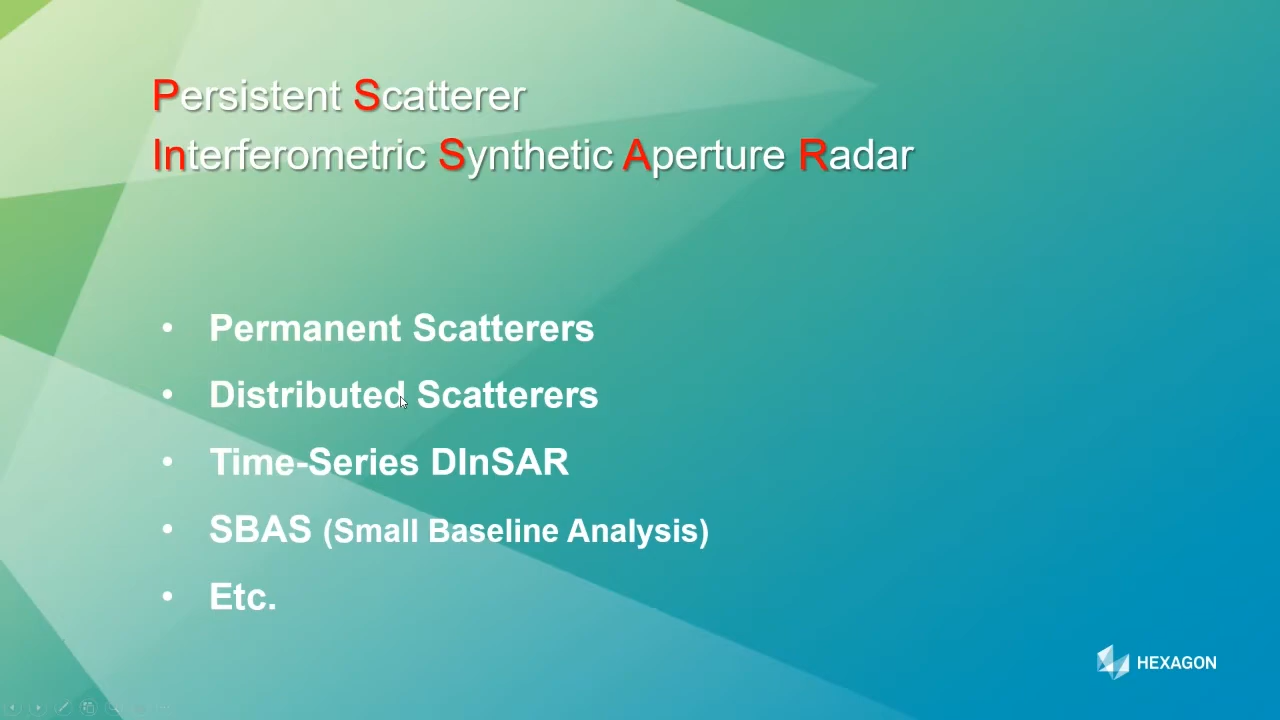 Persistent Scatterer
Interferometric Synthetic Aperture Radar
• Permanent Scatterers
• Distributed Scatterers
• Time-Series DInSAR
• SBAS (Small Baseline Analysis)
• Etc.
HEXAGON